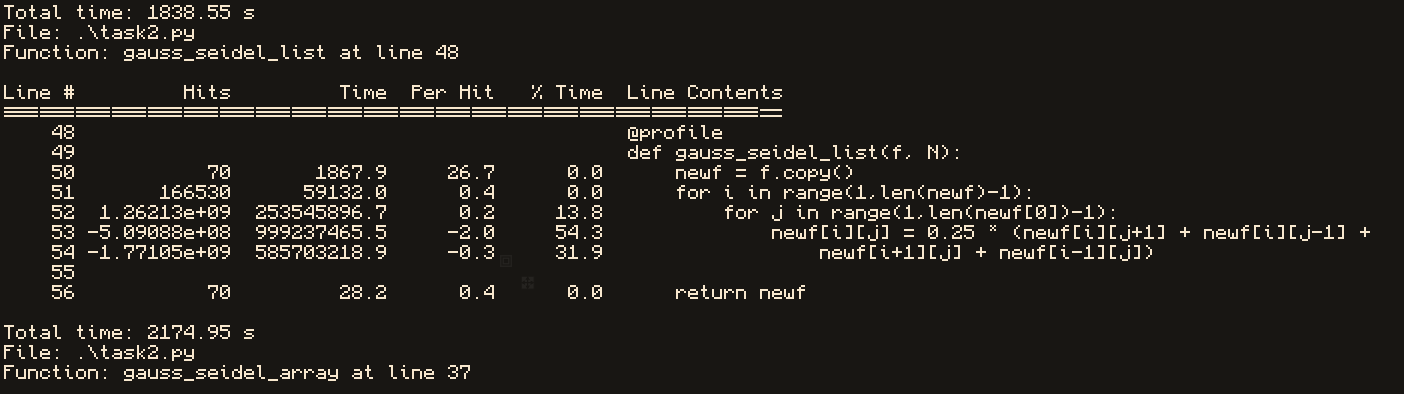 Total time: 1838.55 s
File: .\task2.py
Function: gauss_seidel_list at line 48

Line #         Hits         Time  Per Hit   % Time  Line Contents
=================================================================
    48                                              @profile
    49                                              def gauss_seidel_list(f, N):
    50           70       1867.9     26.7      0.0      newf = f.copy()
    51       166530      59132.0      0.4      0.0      for i in range(1,len(newf)-1):
    52  1.26213e+09  253545896.7      0.2     13.8          for j in range(1,len(newf[0])-1):
    53 -5.09088e+08  999237465.5     -2.0     54.3              newf[i][j] = 0.25 * (newf[i][j+1] + newf[i][j-1] +
    54 -1.77105e+09  585703218.9     -0.3     31.9                  newf[i+1][j] + newf[i-1][j])
    55
    56           70         28.2      0.4      0.0      return newf

Total time: 2174.95 s
File: .\task2.py
Function: gauss_seidel_array at line 37